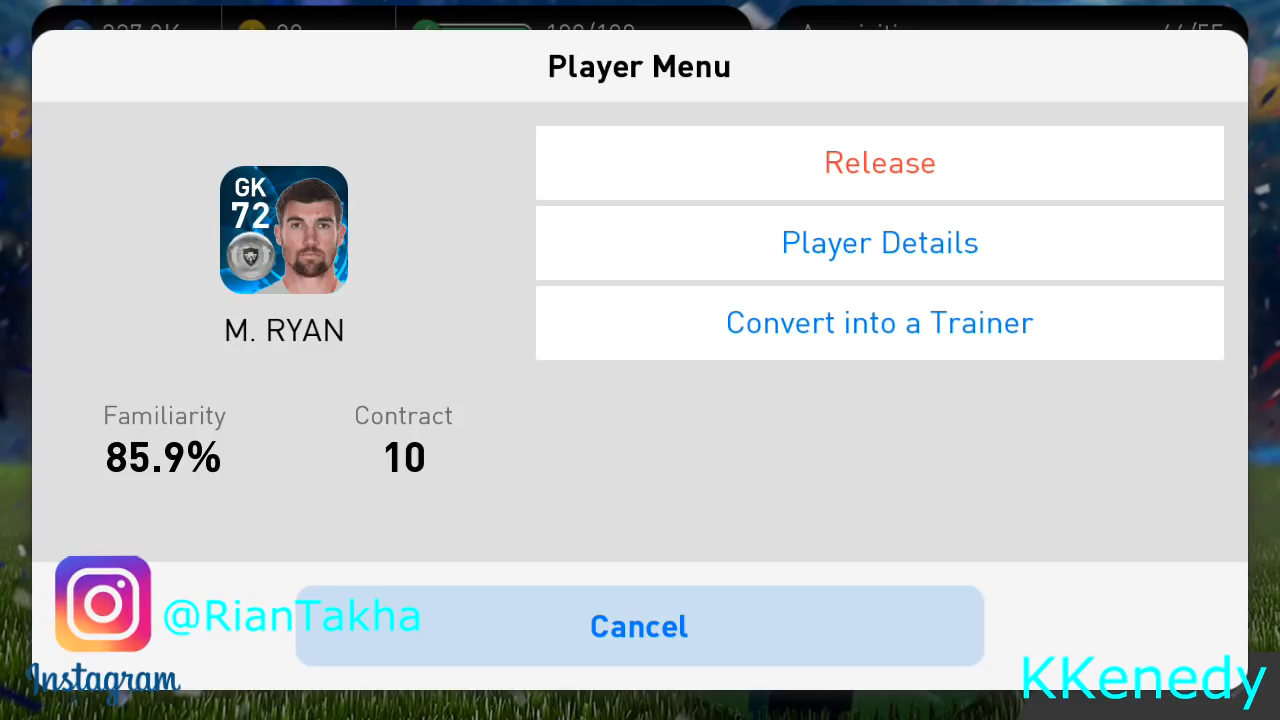 Player Menu
GK
72
M. RYAN
Familiarity
85.9%
Contract
10
Release
Player Details
Convert into a Trainer
Cancel
@RianTakha
Instagram
KKenedy